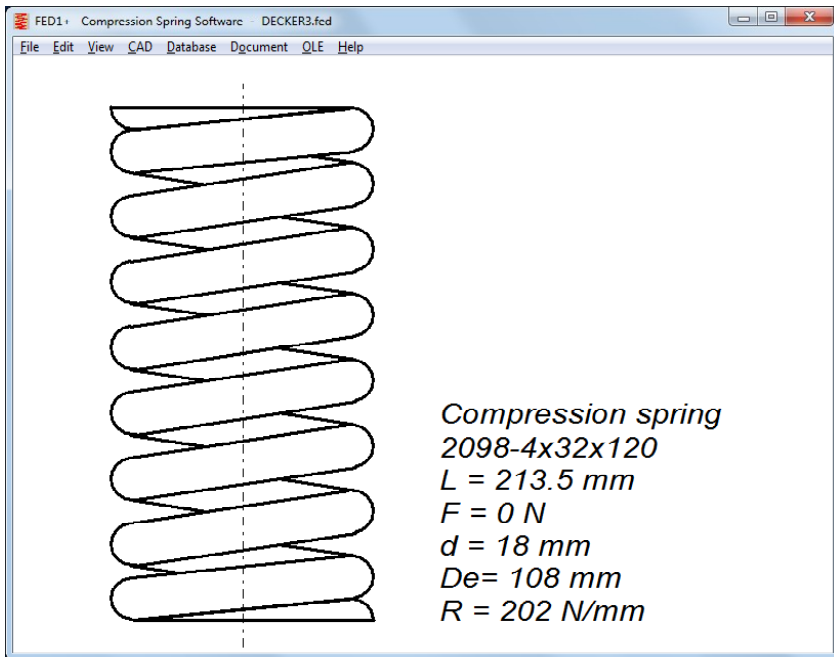 FED1+ Compression Spring Software - DECKER3.fed
File Edit View CAD Database Document OLE Help
Compression spring
2098-4x32x120
L = 213.5 mm
F = 0 N
d = 18 mm
De= 108 mm
R = 202 N/mm